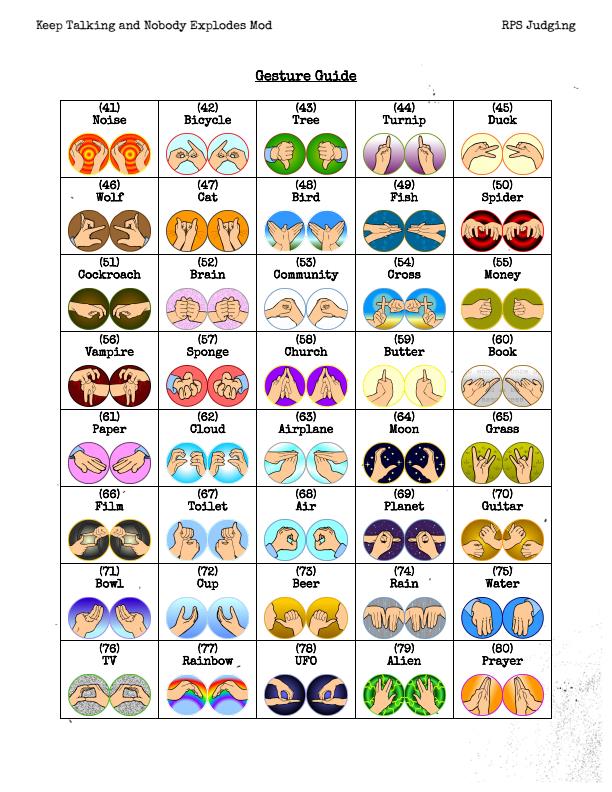 Keep Talking and Nobody Explodes Mod RPS Judging
Gesture Guide
(41) (42) (43) (44) (45)
Noise Bicycle Tree Turnip Duck
(46) (47) (48) (49) (50)
Wolf Cat Bird Fish Spider
(51) (52) (53) (54) (55)
Cockroach Brain Community Cross Money
(56) (57) (58) (59) (60)
Vampire Sponge Church Butter Book
(61) (62) (63) (64) (65)
Paper Cloud Airplane Moon Grass
(66) (67) (68) (69) (70)
Film Toilet Air Planet Guitar
(71) (72) (73) (74) (75)
Bowl Cup Beer Rain Water
(76) (77) (78) (79) (80)
TV Rainbow UFO Alien Prayer